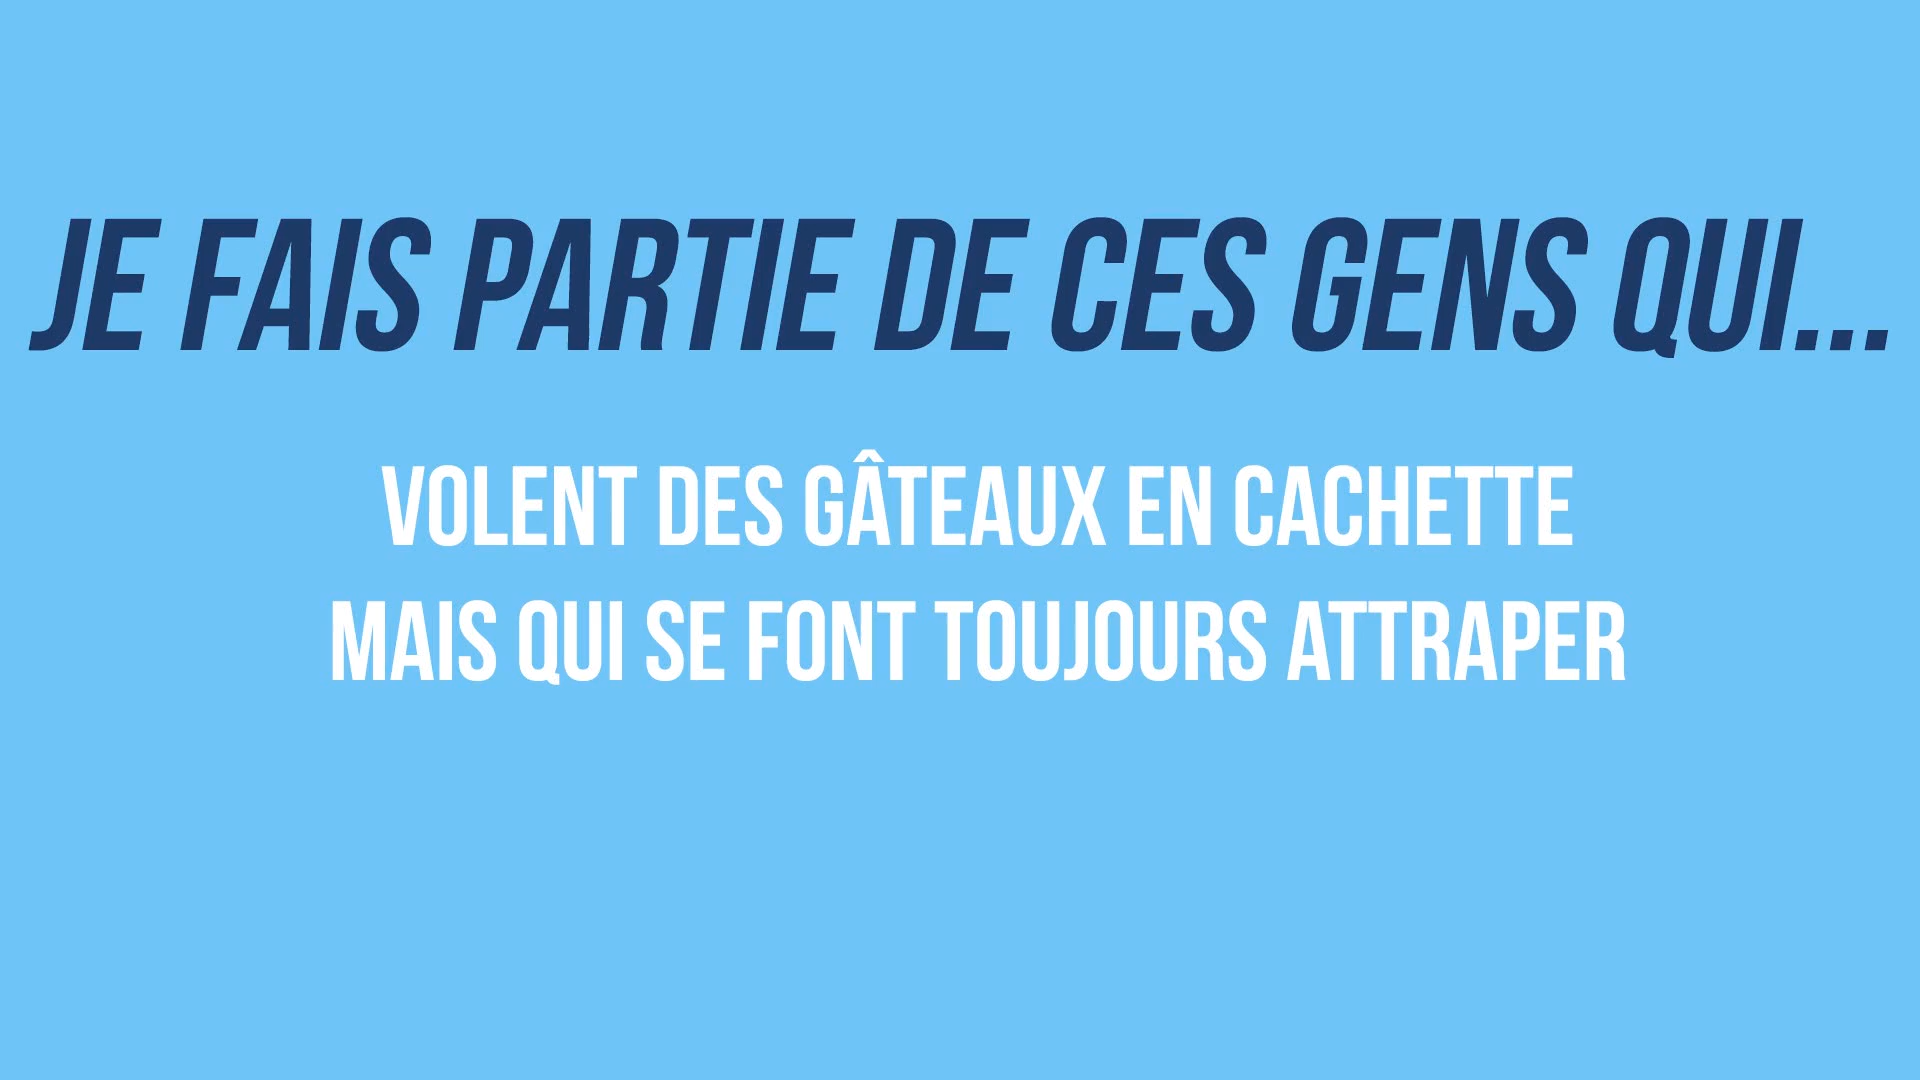 JE FAIS PARTIE DE CES GENS QUI...
VOLENT DES GÂTEAUX EN CACHETTE
MAIS QUI SE FONT TOUJOURS ATTRAPER